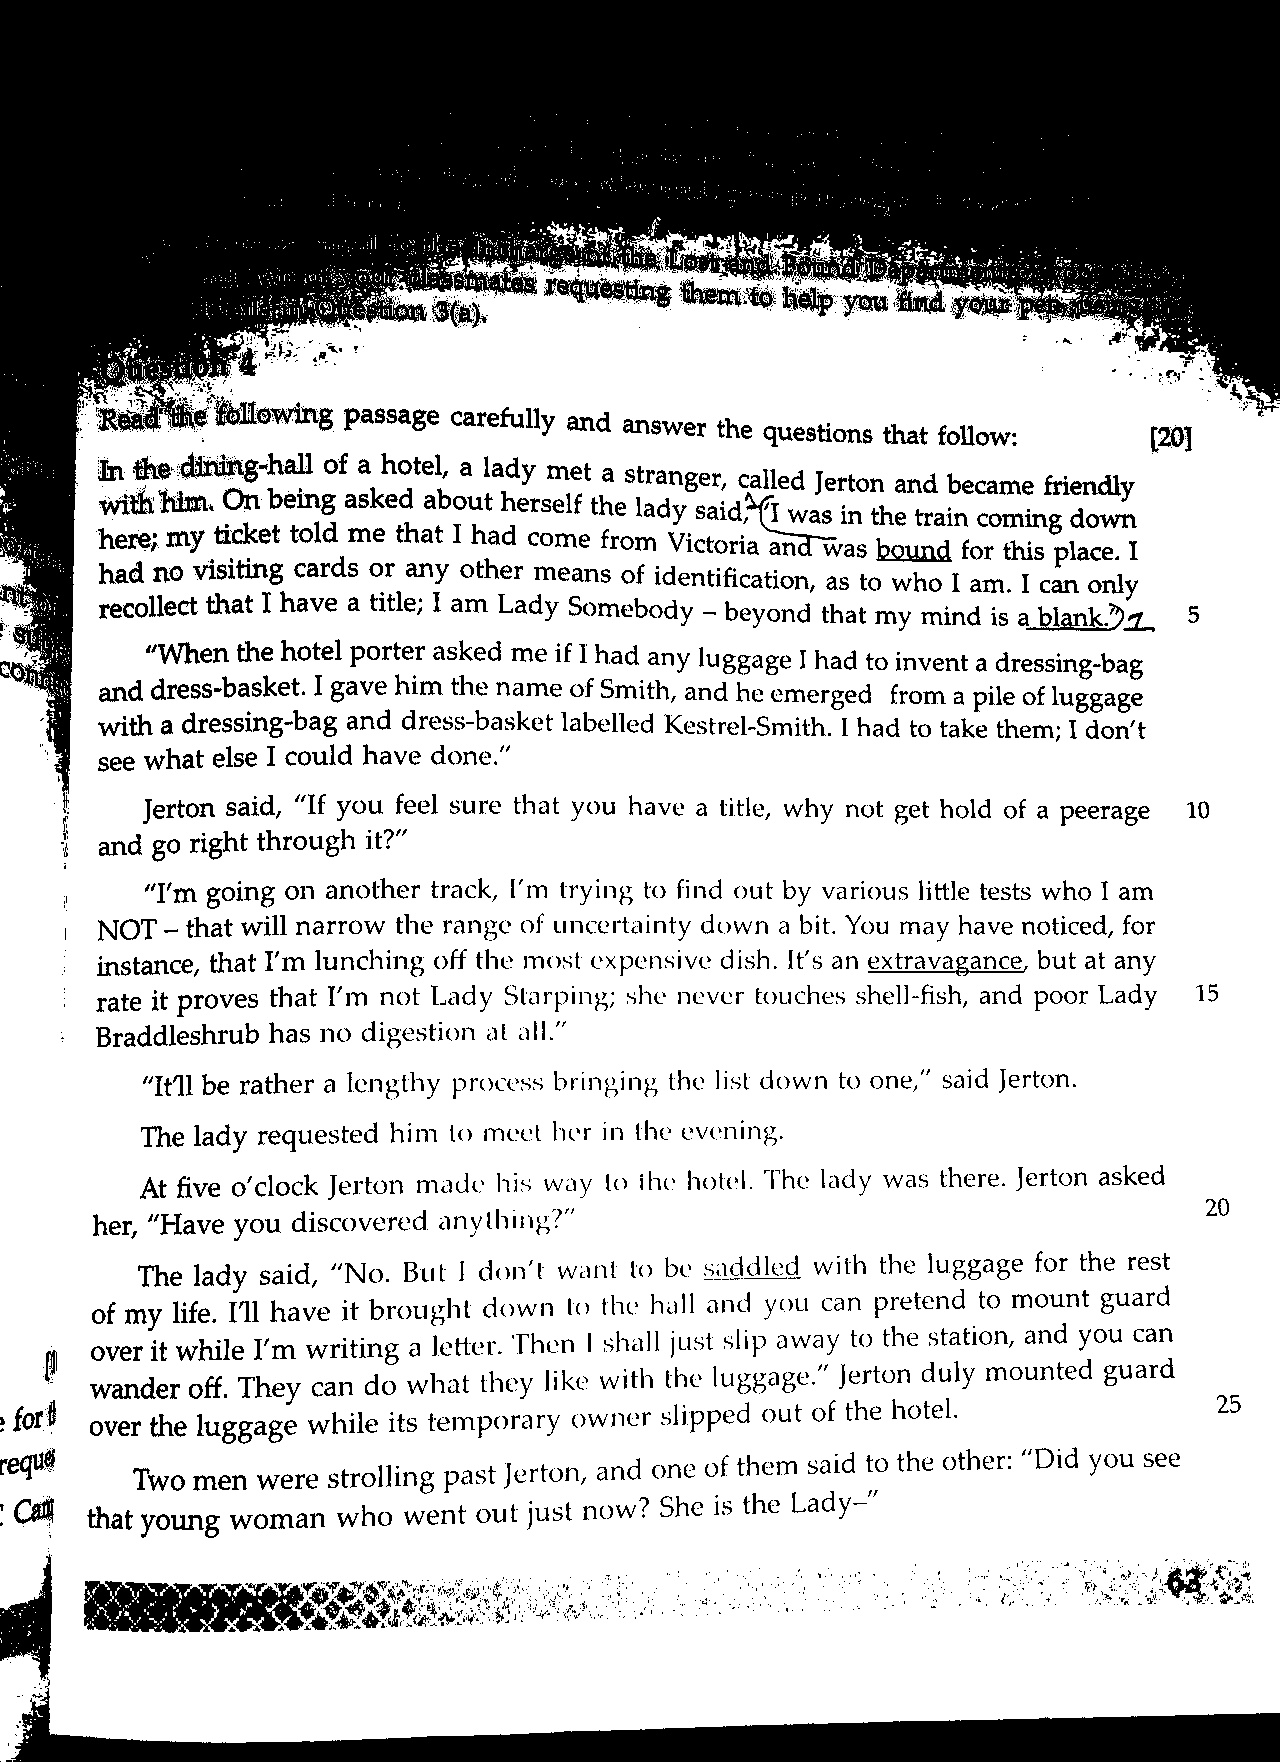 requesting them to help you find your
Question 3(a).
Question 4
Read the following passage carefully and answer the questions that follow: [20]
In the dining-hall of a hotel, a lady met a stranger, called Jerton and became friendly
with him. On being asked about herself the lady said, "I was in the train coming down
here; my ticket told me that I had come from Victoria and was bound for this place. I
had no visiting cards or any other means of identification, as to who I am. I can only
recollect that I have a title; I am Lady Somebody – beyond that my mind is a blank." 5
"When the hotel porter asked me if I had any luggage I had to invent a dressing-bag
and dress-basket. I gave him the name of Smith, and he emerged from a pile of luggage
with a dressing-bag and dress-basket labelled Kestrel-Smith. I had to take them; I don't
see what else I could have done."
Jerton said, "If you feel sure that you have a title, why not get hold of a peerage 10
and go right through it?"
"I'm going on another track, I'm trying to find out by various little tests who I am
NOT – that will narrow the range of uncertainty down a bit. You may have noticed, for
instance, that I'm lunching off the most expensive dish. It's an extravagance, but at any
rate it proves that I'm not Lady Starping; she never touches shell-fish, and poor Lady 15
Braddleshrub has no digestion at all."
"It'll be rather a lengthy process bringing the list down to one," said Jerton.
The lady requested him to meet her in the evening.
At five o'clock Jerton made his way to the hotel. The lady was there. Jerton asked
her, "Have you discovered anything?" 20
The lady said, "No. But I don't want to be saddled with the luggage for the rest
of my life. I'll have it brought down to the hall and you can pretend to mount guard
over it while I'm writing a letter. Then I shall just slip away to the station, and you can
wander off. They can do what they like with the luggage." Jerton duly mounted guard
over the luggage while its temporary owner slipped out of the hotel. 25
Two men were strolling past Jerton, and one of them said to the other: "Did you see
that young woman who went out just now? She is the Lady–"
63